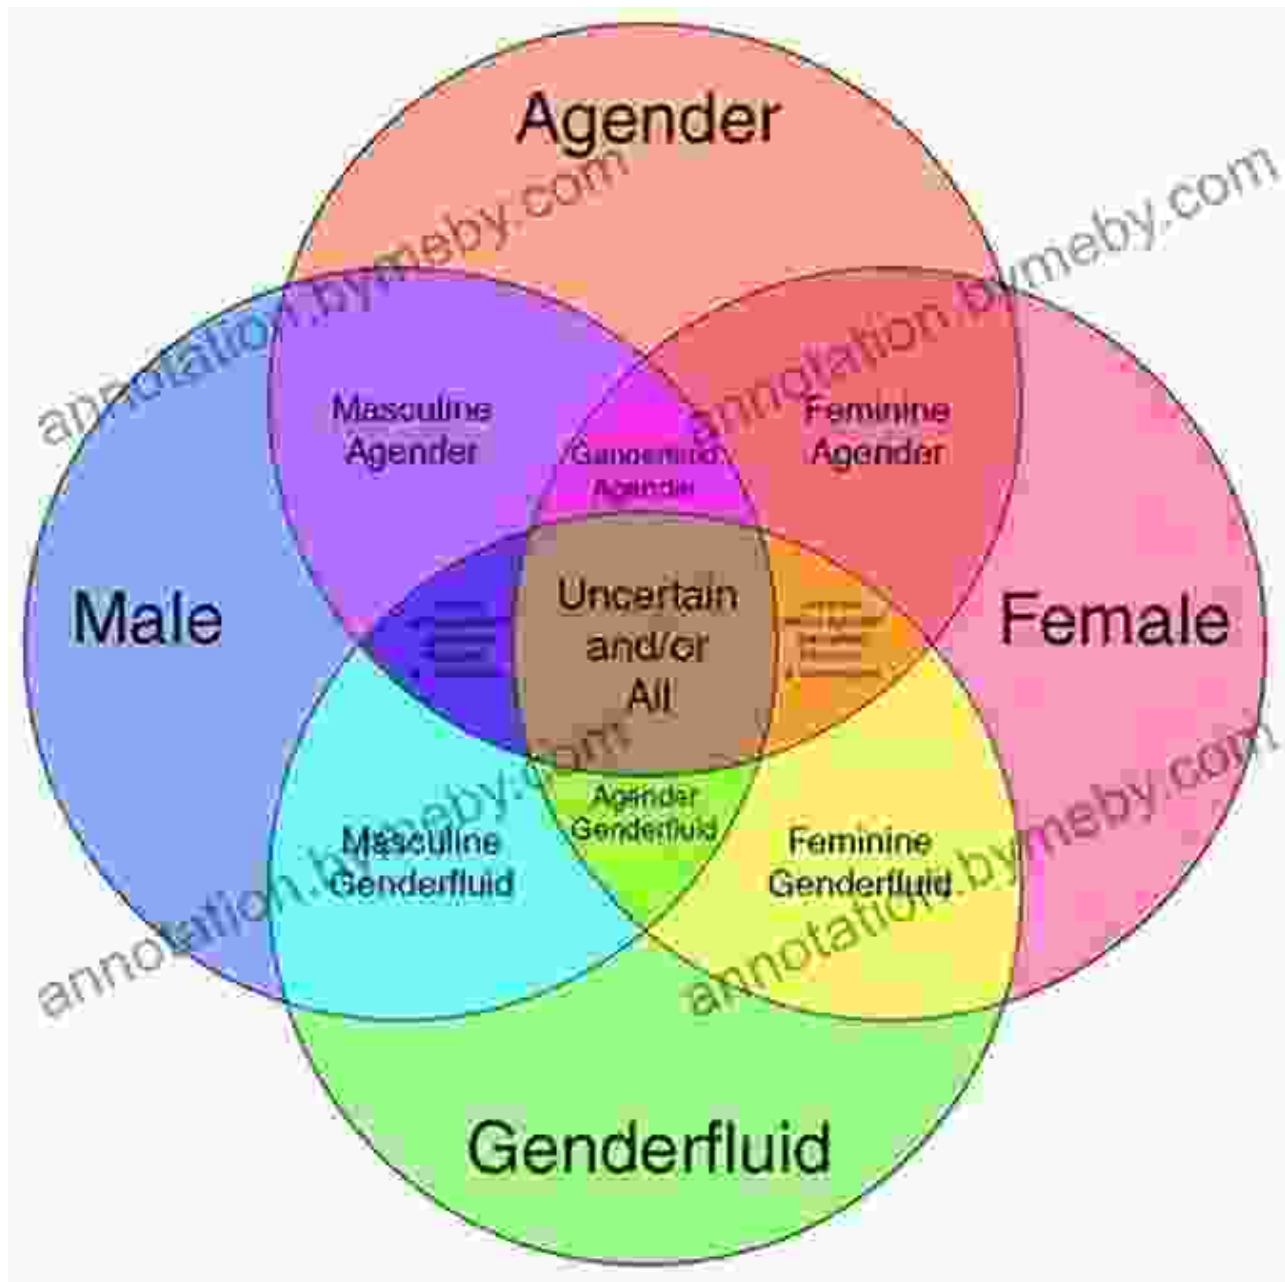 Agender
annotation.bymeby.com
annotation.bymeby.com
Masculine
Agender
Feminine
Agender
Genderfluid
Agender
Male
Uncertain
and/or
All
Female
Agender
Genderfluid
Masculine
Genderfluid
Feminine
Genderfluid
annotation.bymeby.com
annotation.bymeby.com
Genderfluid